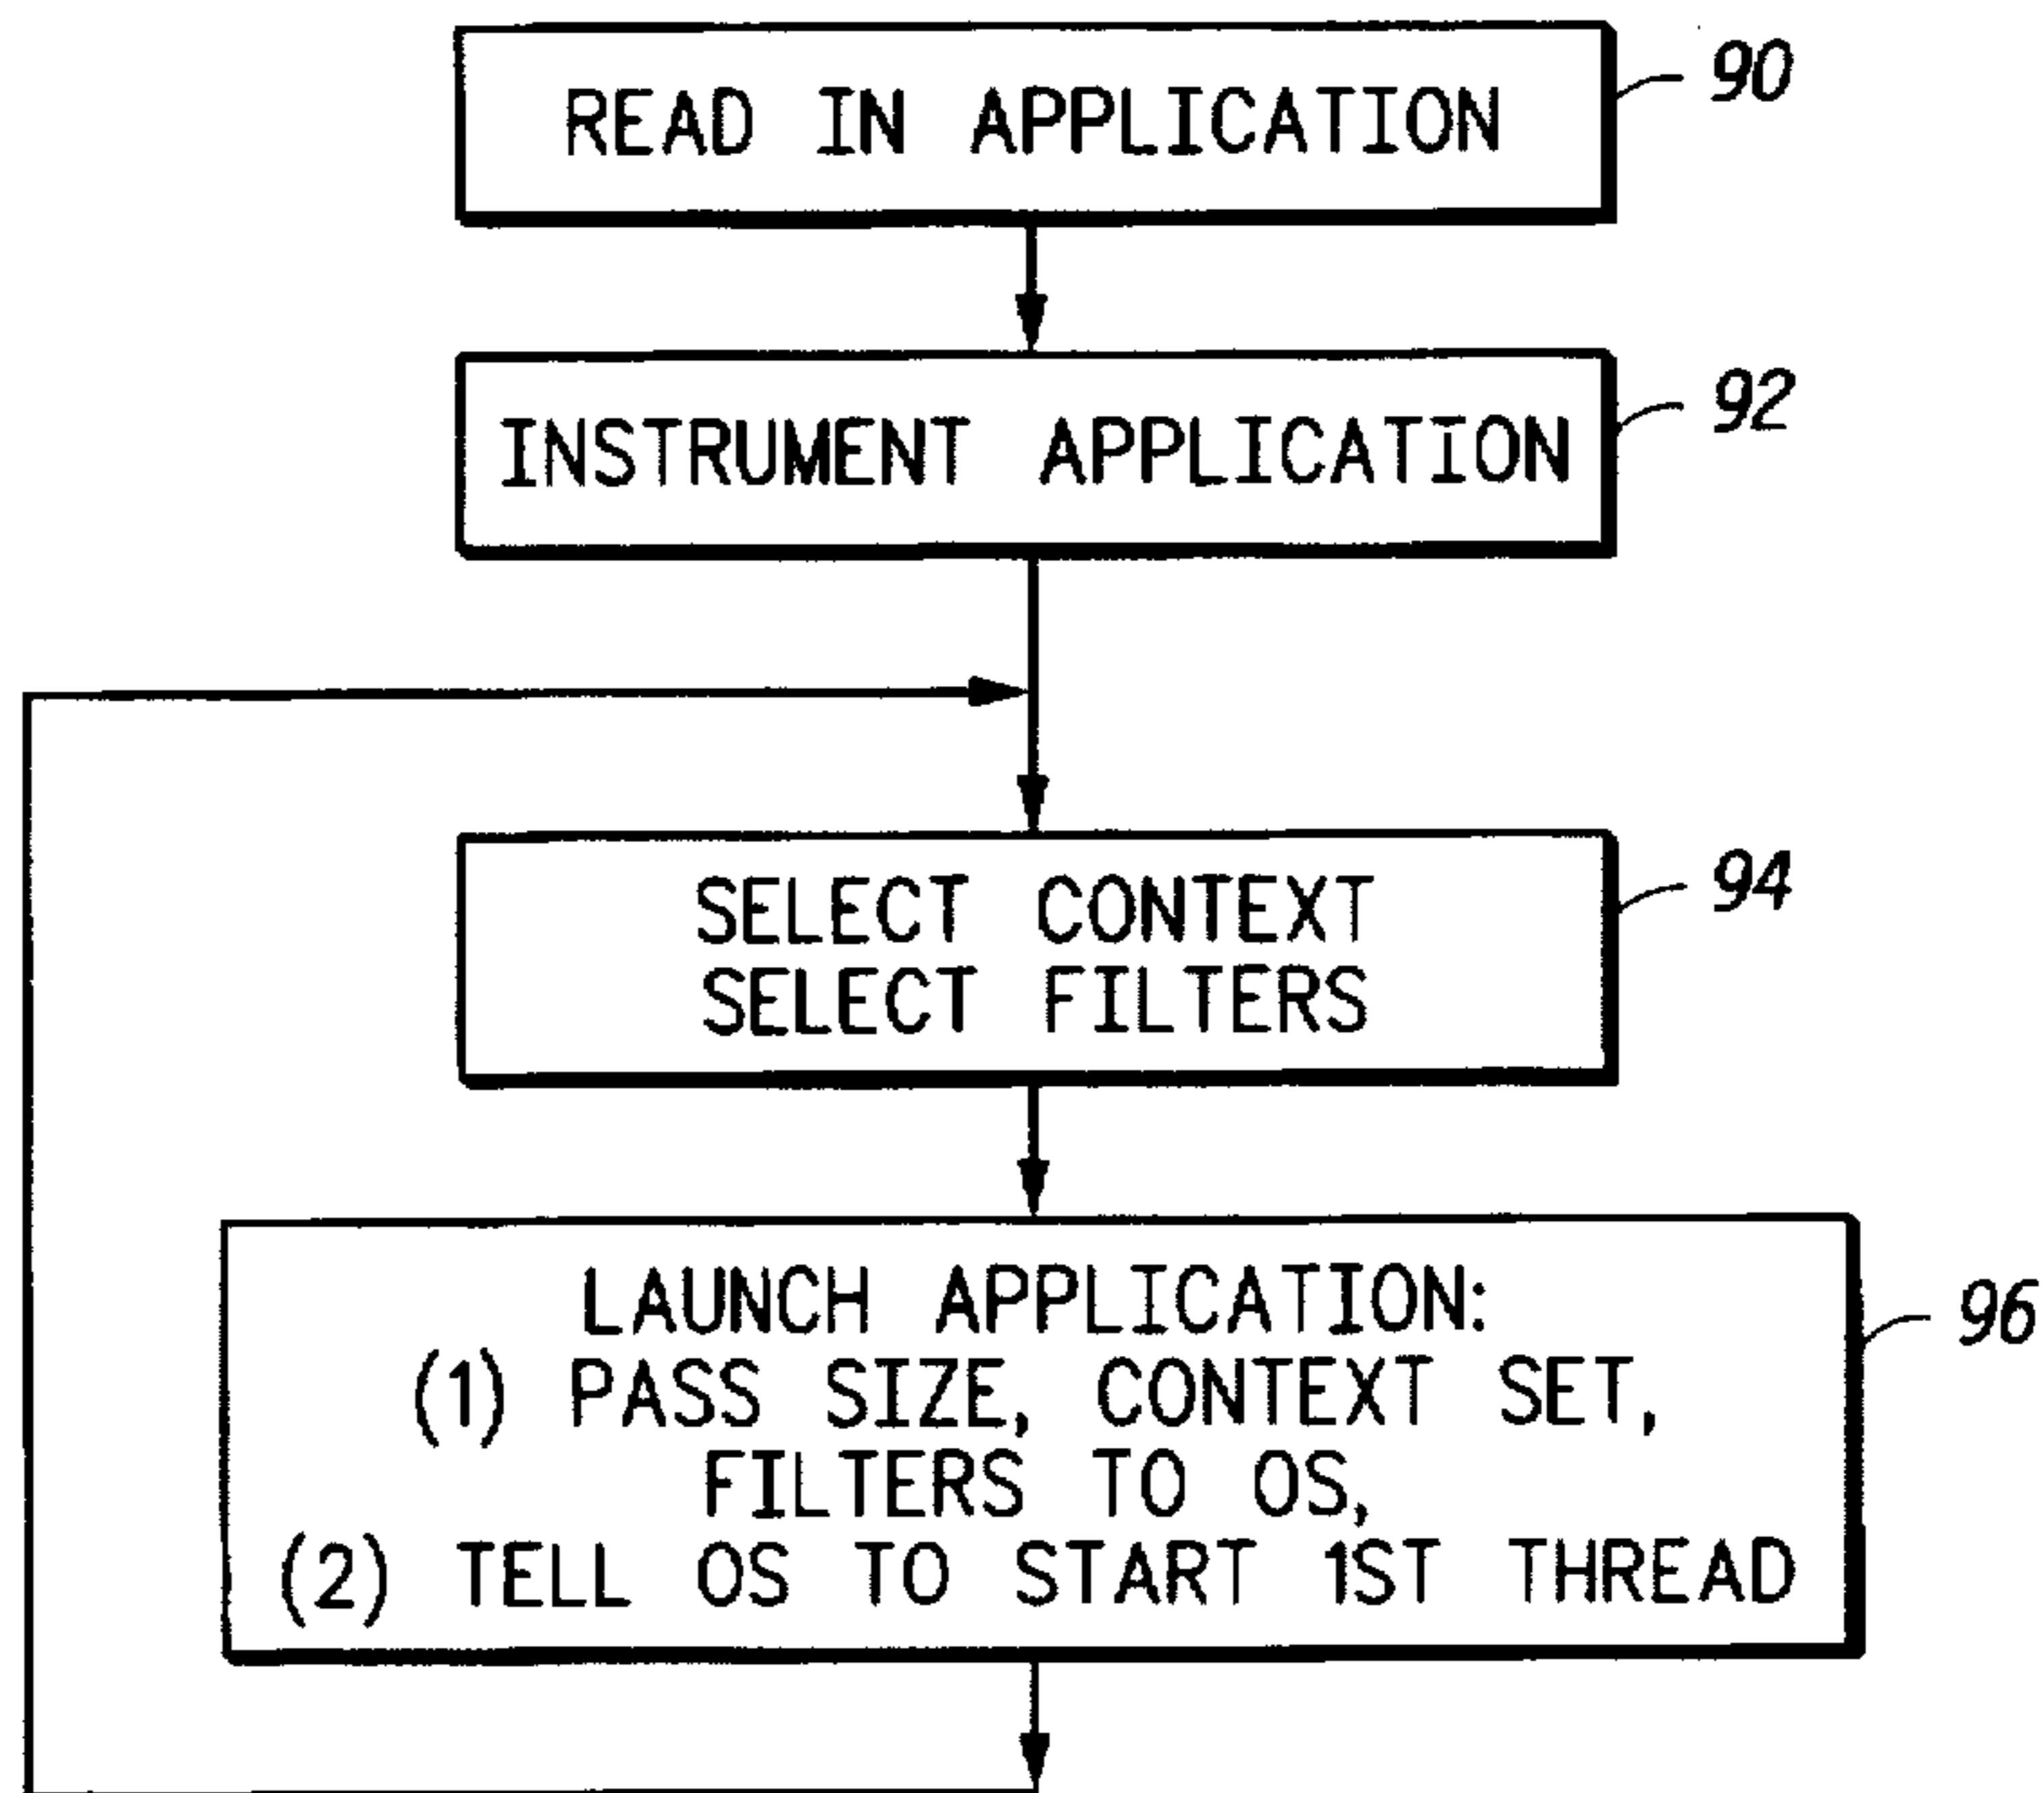 READ IN APPLICATION
90
INSTRUMENT APPLICATION
92
SELECT CONTEXT
SELECT FILTERS
94
LAUNCH APPLICATION:
(1) PASS SIZE, CONTEXT SET,
FILTERS TO OS,
(2) TELL OS TO START 1ST THREAD
96